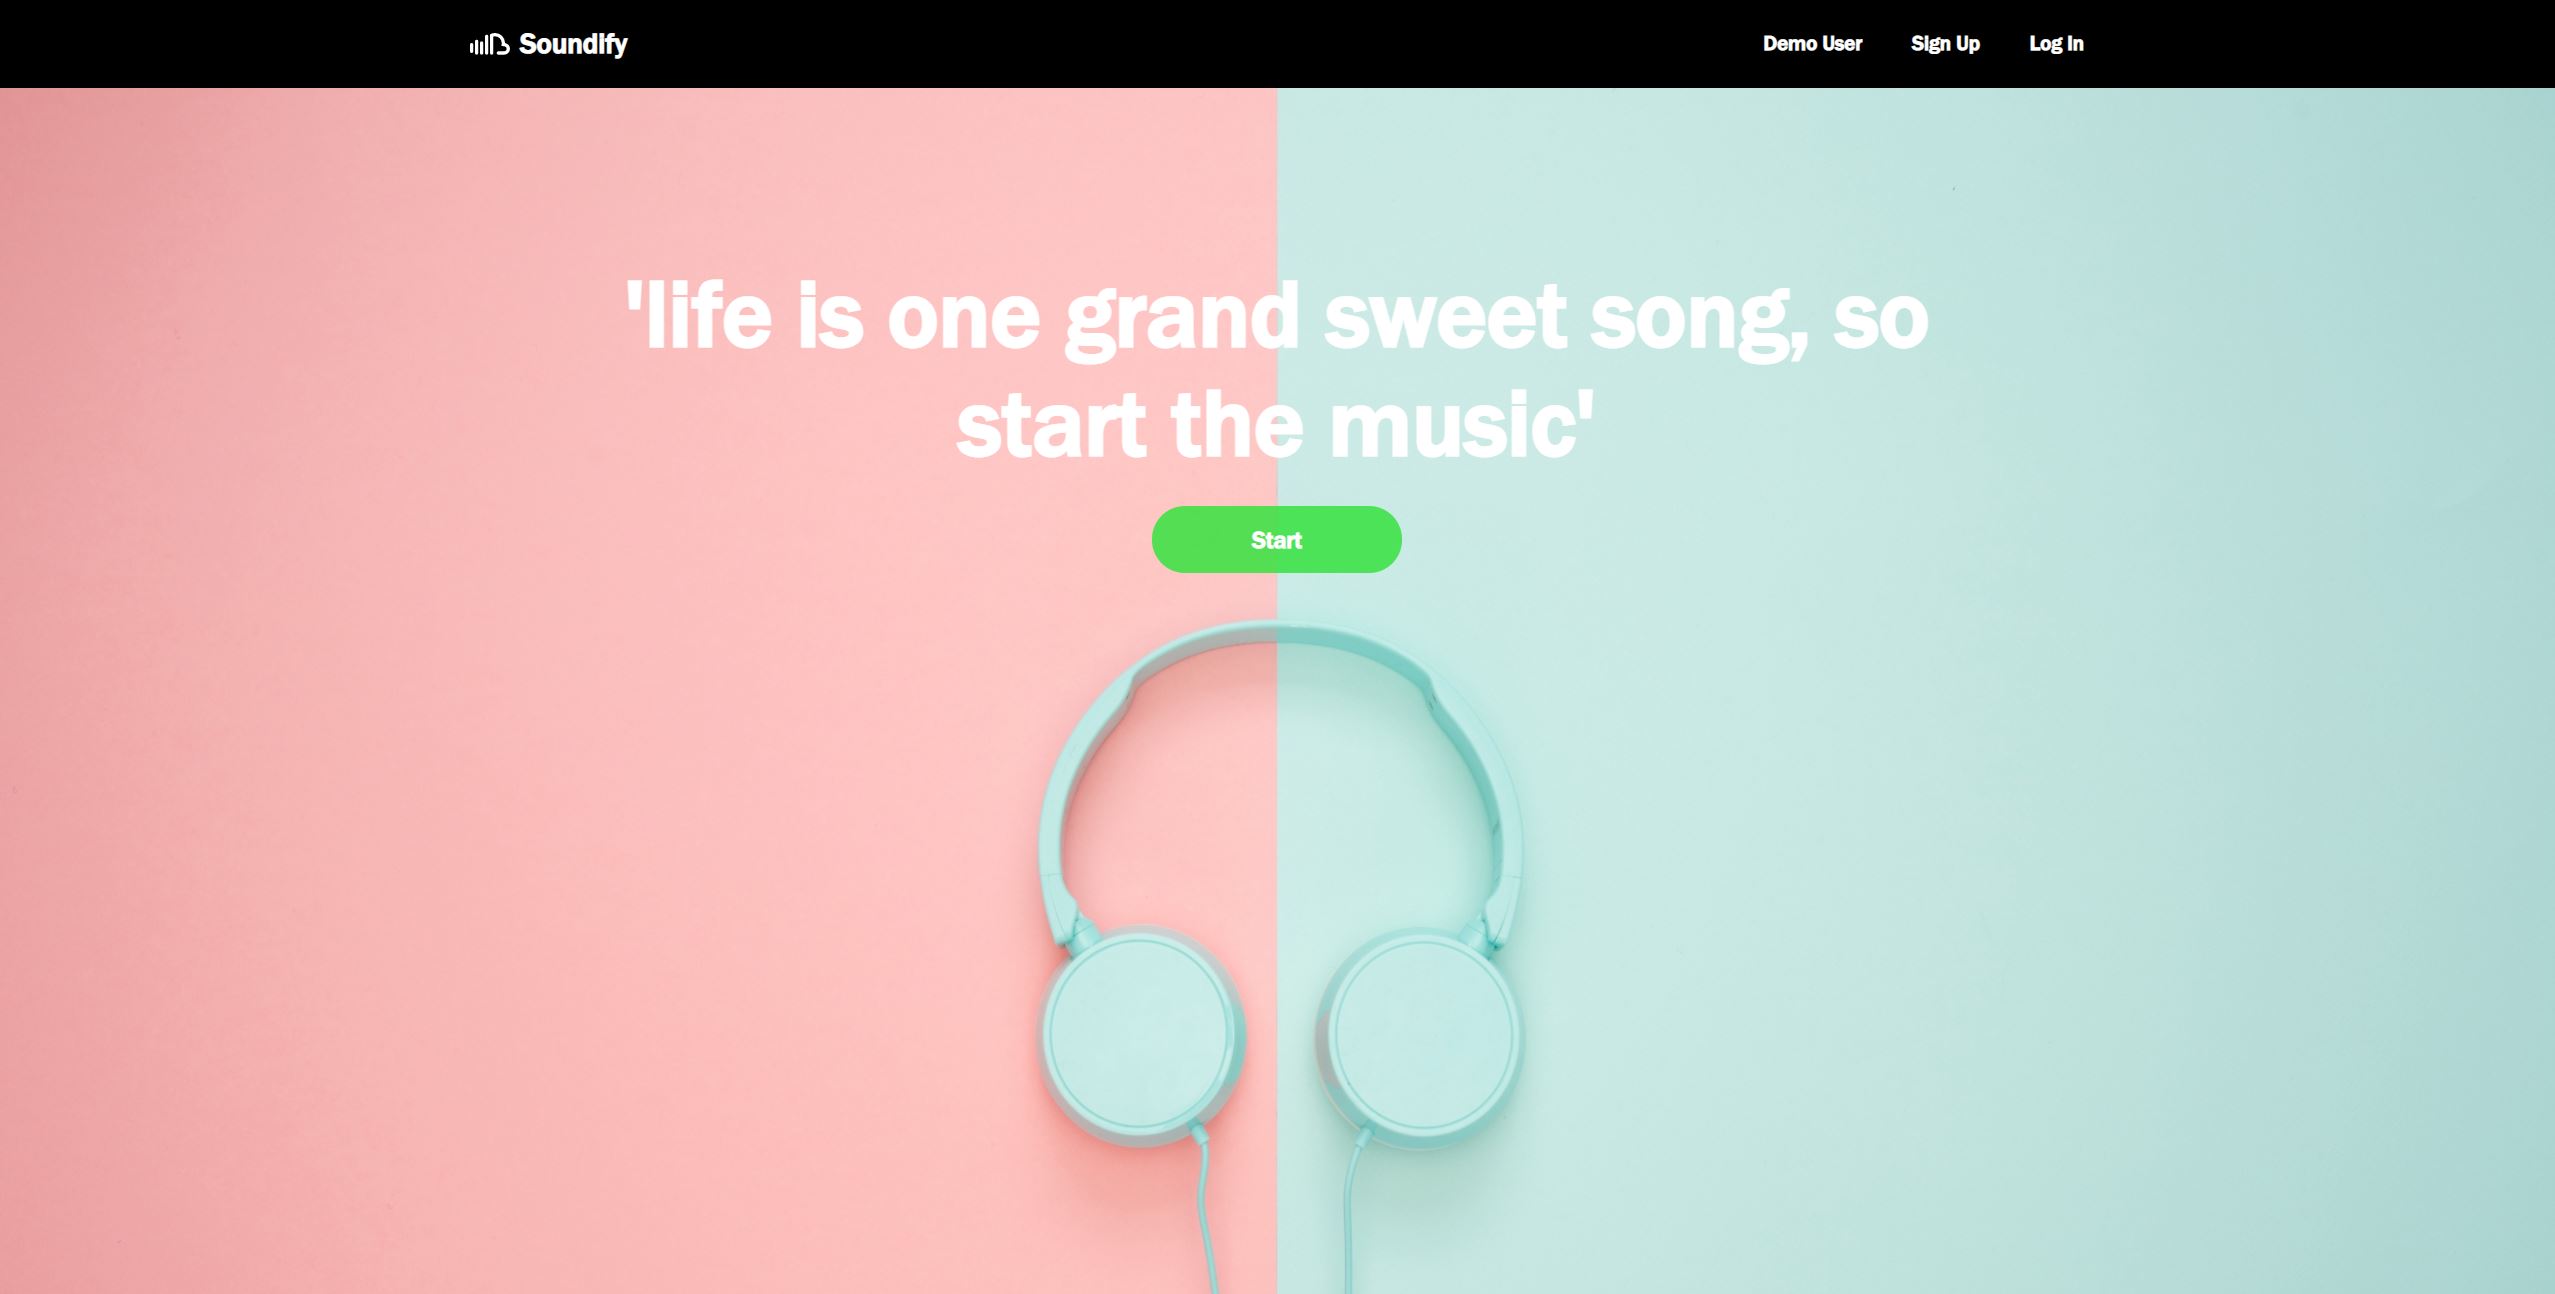 Soundify
Demo User
Sign Up
Log In
'life is one grand sweet song, so
start the music'
Start